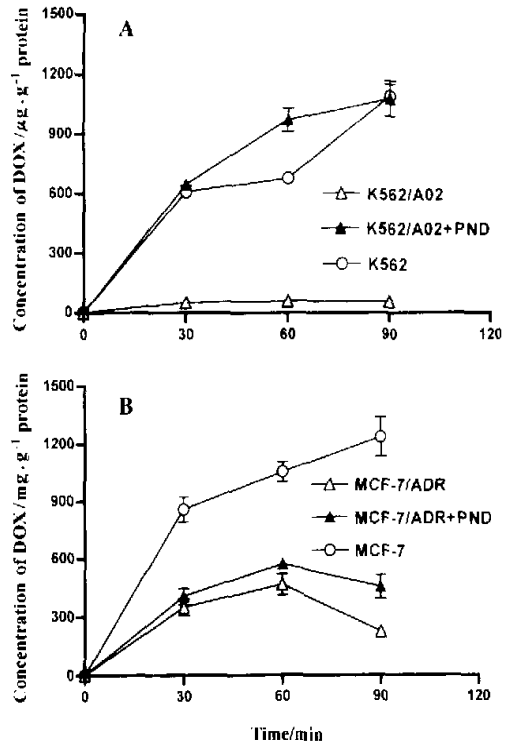 A
Concentration of DOX/μg·g⁻¹ protein
1500
1200
900
600
300
0
K562/A02
K562/A02+PND
K562
0 30 60 90 120
B
Concentration of DOX/mg·g⁻¹ protein
1500
1200
900
600
300
0
MCF-7/ADR
MCF-7/ADR+PND
MCF-7
0 30 60 90 120
Time/min